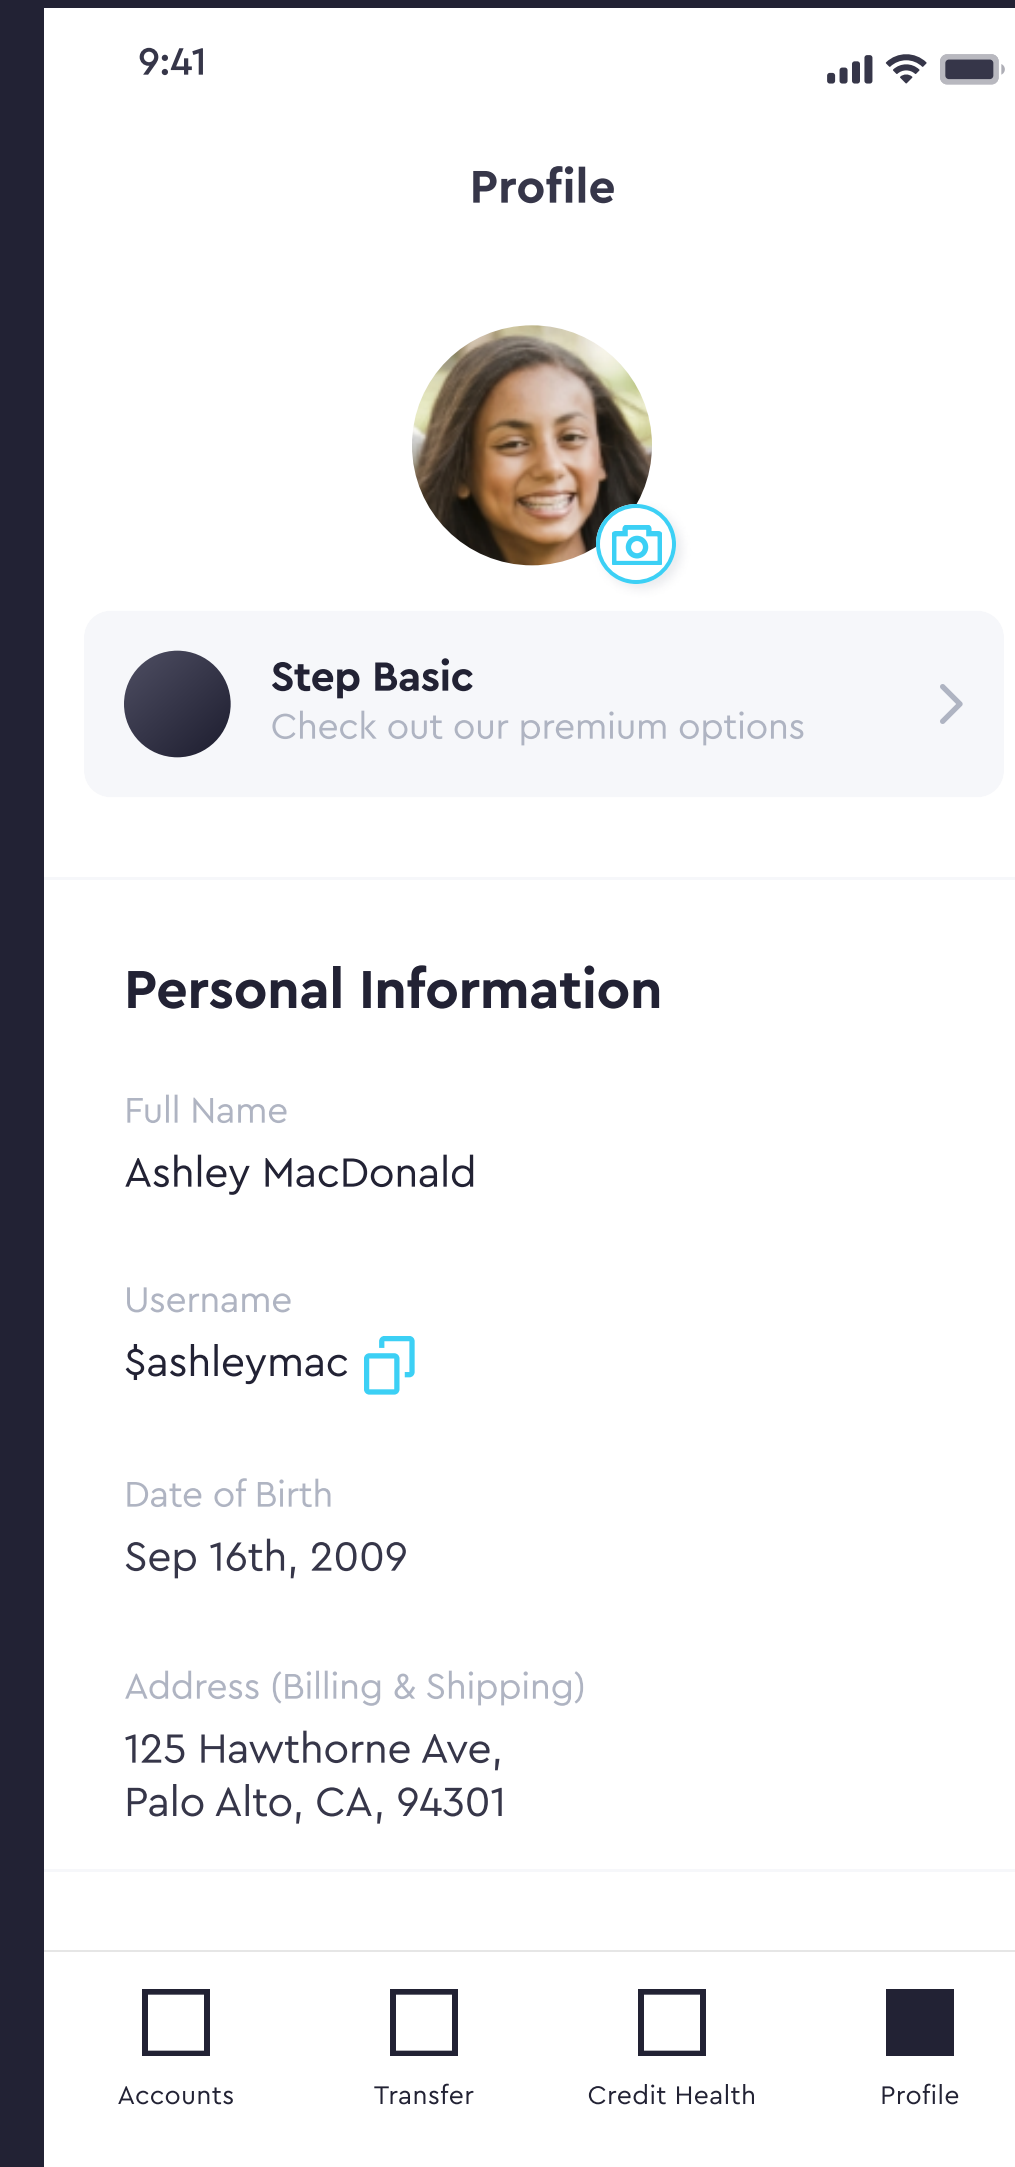 9:41
Profile
Step Basic
Check out our premium options
Personal Information
Full Name
Ashley MacDonald
Username
$ashleymac
Date of Birth
Sep 16th, 2009
Address (Billing & Shipping)
125 Hawthorne Ave,
Palo Alto, CA, 94301
Accounts
Transfer
Credit Health
Profile